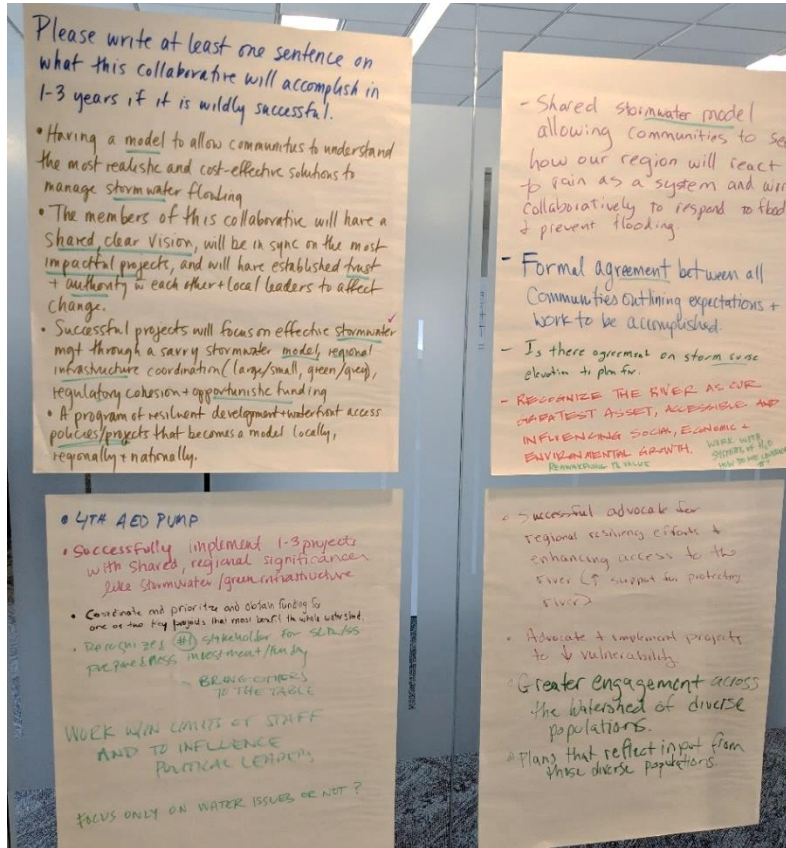 Please write at least one sentence on
what this collaborative will accomplish in
1-3 years if it is wildly successful.
• Having a model to allow communities to understand
the most realistic and cost-effective solutions to
manage stormwater flooding
• The members of this collaborative will have a
shared, clear vision, will be in sync on the most
impactful projects, and will have established trust
+ authority in each other + local leaders to affect
change.
• Successful projects will focus on effective stormwater
mgt through a savvy stormwater model, regional
infrastructure coordination (large/small, green/grey),
regulatory cohesion + opportunistic funding
• A program of resilient development + waterfront access
policies/projects that becomes a model locally,
regionally + nationally.
- Shared stormwater model
allowing communities to see
how our region will react
to rain as a system and
collaboratively to respond to flood
+ prevent flooding.
- Formal agreement between all
Communities outlining expectations +
work to be accomplished.
- Is there agreement on storm surge
elevation to plan for.
- RECOGNIZE THE RIVER AS OUR
GREATEST ASSET, ACCESSIBLE AND
INFLUENCING SOCIAL, ECONOMIC +
ENVIRONMENTAL GROWTH.
WORK WITH
SYSTEMS OF H2O
HOW DO WE
• 4TH AED PUMP
• Successfully implement 1-3 projects
with shared, regional significance
like stormwater/green infrastructure
• Coordinate and prioritize and obtain funding for
one or two key projects that most benefit the whole watershed.
• Recognized #1 stakeholder for SLR/SS
preparedness investment/funding
- BRING OTHERS
TO THE TABLE
WORK W/IN LIMITS OF STAFF
AND TO INFLUENCE
POLITICAL LEADERS
FOCUS ONLY ON WATER ISSUES OR NOT?
• Successful advocate for
regional resiliency efforts +
enhancing access to the
river (↑ support for protecting
river)
• Advocate + implement projects
to ↓ vulnerability.
• Greater engagement across
the watershed of diverse
populations.
• Plans that reflect input from
those diverse populations.